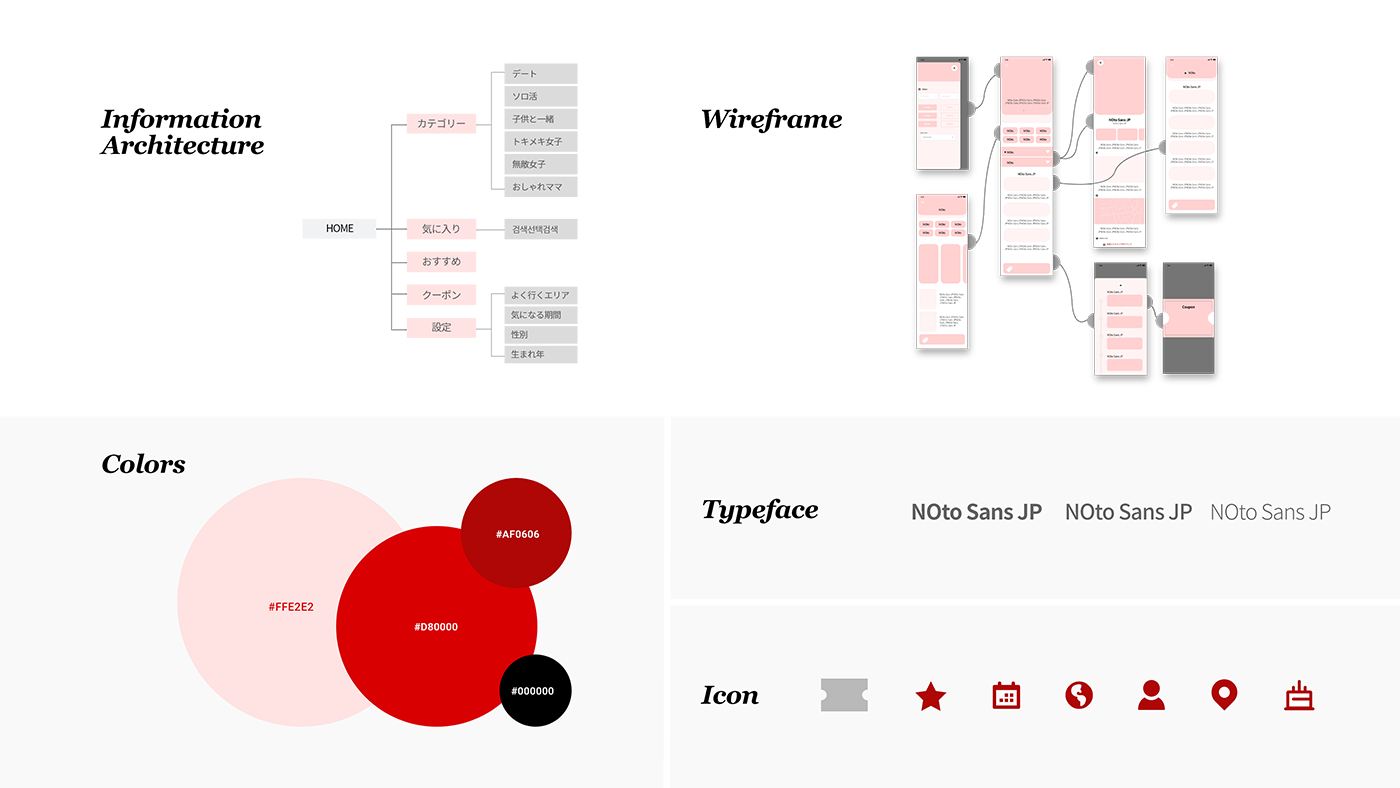 Information
Architecture
HOME
カテゴリー
デート
ソロ活
子供と一緒
トキメキ女子
無敵女子
おしゃれママ
気に入り
검색선택검색
おすすめ
クーポン
設定
よく行くエリア
気になる期間
性別
生まれ年
Wireframe
NOto Sans JP
NOto Sans JP
NOto Sans JP
Coupon
Colors
#FFE2E2
#D80000
#AF0606
#000000
Typeface
NOto Sans JP NOto Sans JP NOto Sans JP
Icon